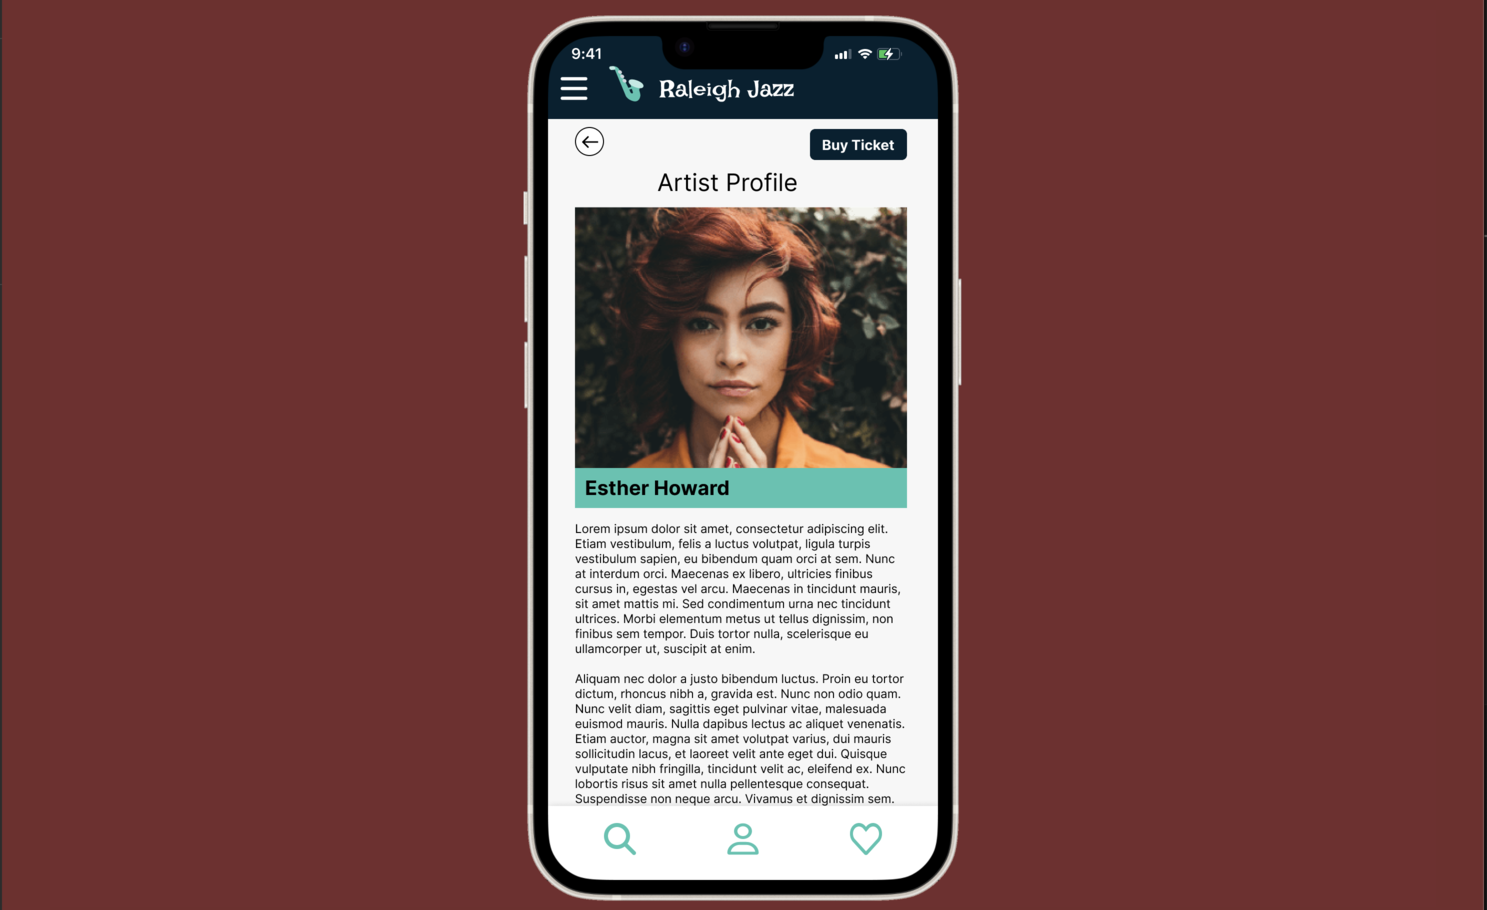 9:41
Raleigh Jazz
Buy Ticket
Artist Profile
Esther Howard
Lorem ipsum dolor sit amet, consectetur adipiscing elit.
Etiam vestibulum, felis a luctus volutpat, ligula turpis
vestibulum sapien, eu bibendum quam orci at sem. Nunc
at interdum orci. Maecenas ex libero, ultricies finibus
cursus in, egestas vel arcu. Maecenas in tincidunt mauris,
sit amet mattis mi. Sed condimentum urna nec tincidunt
ultrices. Morbi elementum metus ut tellus dignissim, non
finibus sem tempor. Duis tortor nulla, scelerisque eu
ullamcorper ut, suscipit at enim.
Aliquam nec dolor a justo bibendum luctus. Proin eu tortor
dictum, rhoncus nibh a, gravida est. Nunc non odio quam.
Nunc velit diam, sagittis eget pulvinar vitae, malesuada
euismod mauris. Nulla dapibus lectus ac aliquet venenatis.
Etiam auctor, magna sit amet volutpat varius, dui mauris
sollicitudin lacus, et laoreet velit ante eget dui. Quisque
vulputate nibh fringilla, tincidunt velit ac, eleifend ex. Nunc
lobortis risus sit amet nulla pellentesque consequat.
Suspendisse non neque arcu. Vivamus et dignissim sem.